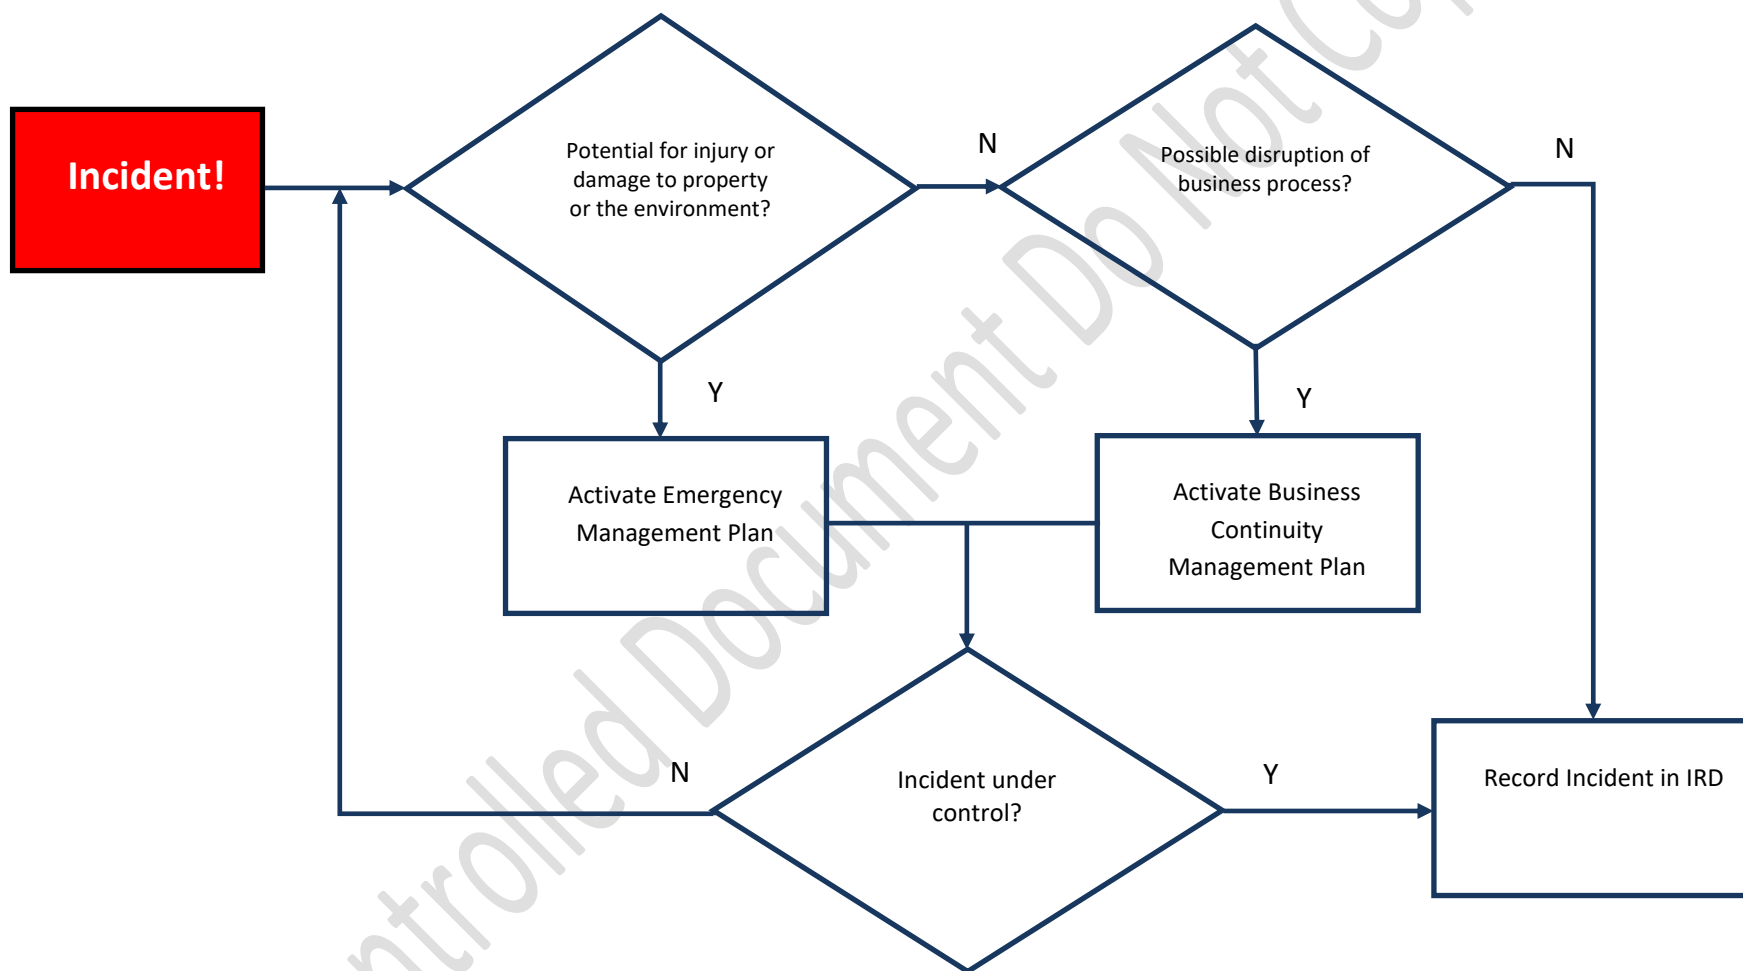 Incident!
Potential for injury or
damage to property
or the environment?
N
Possible disruption of
business process?
N
Y
Y
Activate Emergency
Management Plan
Activate Business
Continuity
Management Plan
N
Incident under
control?
Y
Record Incident in IRD
ntrolled Document Do Not Cop